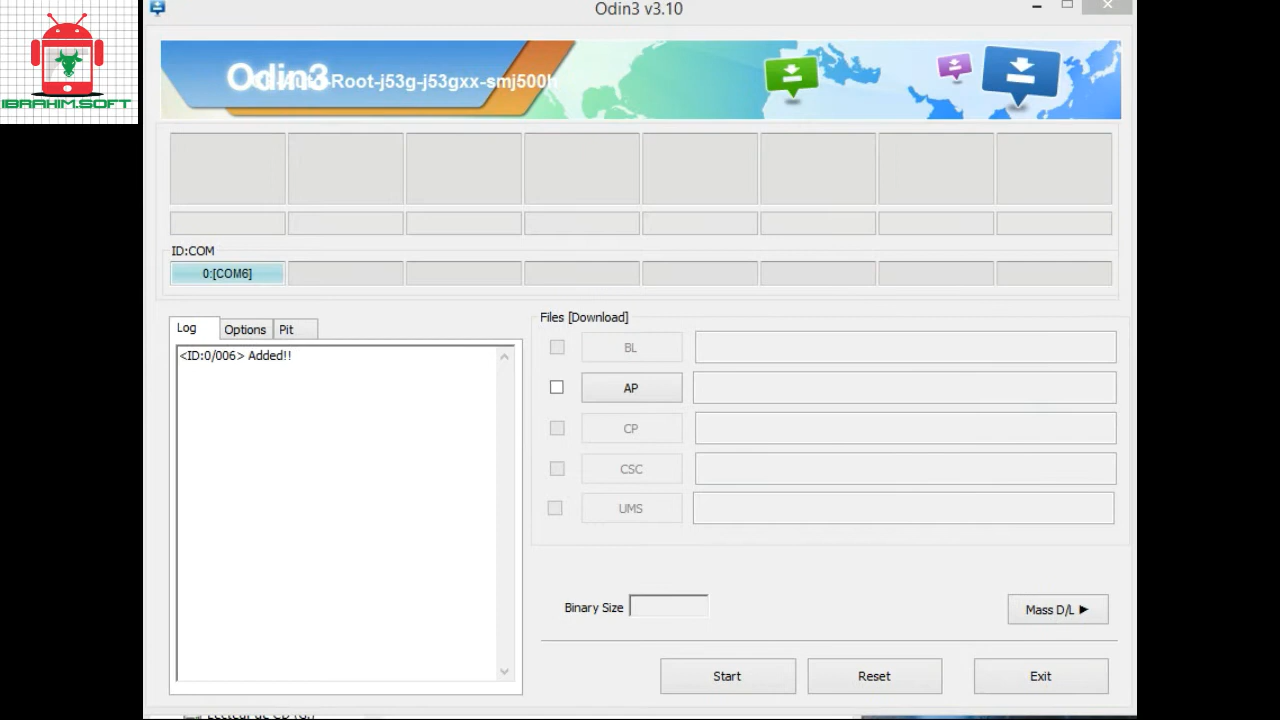 Odin3 v3.10
Odin3
-Root-j53g-j53gxx-smj500h
IBRAHIM.SOFT
ID:COM
0:[COM6]
Log
Options
Pit
<ID:0/006> Added!!
Files [Download]
BL
AP
CP
CSC
UMS
Binary Size
Mass D/L ►
Start
Reset
Exit